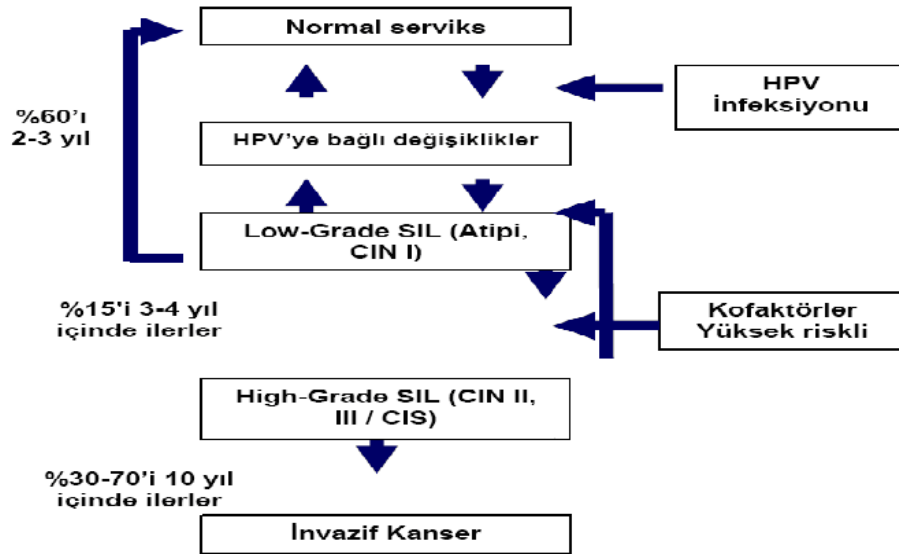 Normal serviks
HPV
İnfeksiyonu
%60'ı
2-3 yıl
HPV'ye bağlı değişiklikler
Low-Grade SIL (Atipi,
CIN I)
%15'i 3-4 yıl
içinde ilerler
Kofaktörler
Yüksek riskli
High-Grade SIL (CIN II,
III / CIS)
%30-70'i 10 yıl
içinde ilerler
İnvazif Kanser